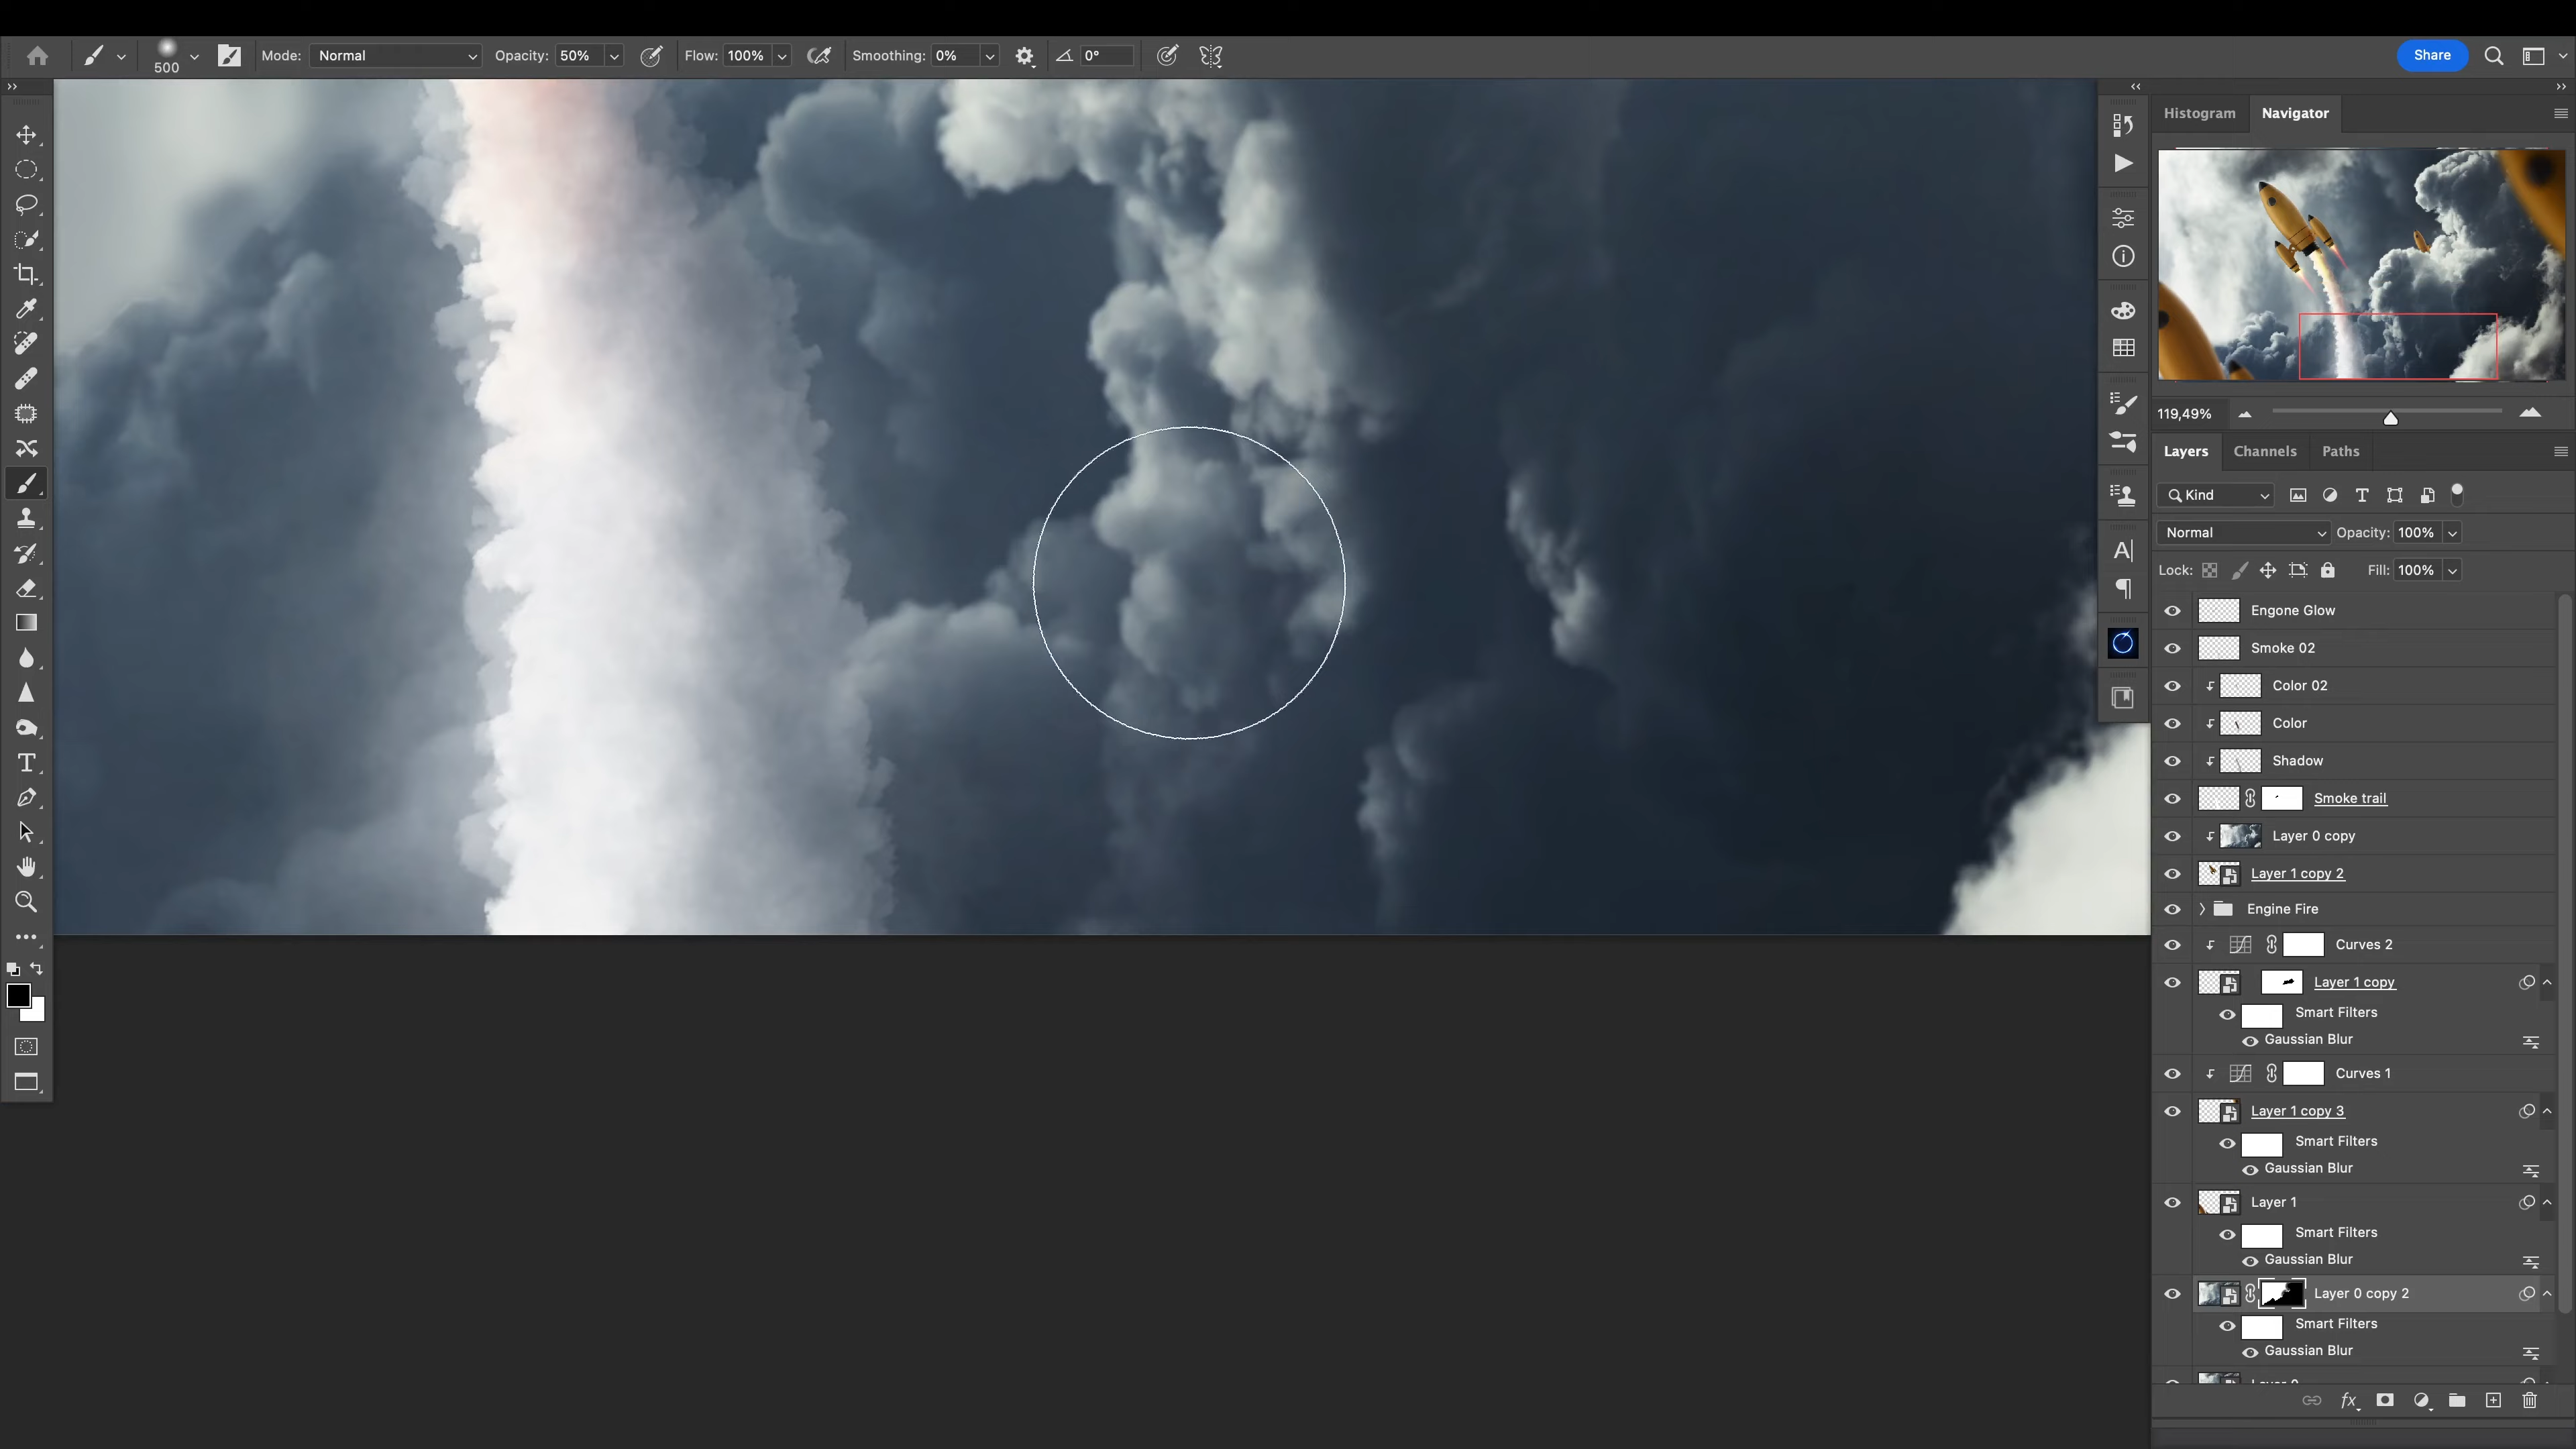 500
Mode: Normal
Opacity: 50%
Flow: 100%
Smoothing: 0%
0°
Share
Histogram
Navigator
119,49%
Layers
Channels
Paths
Kind
Normal
Opacity: 100%
Lock:
Fill: 100%
Engone Glow
Smoke 02
Color 02
Color
Shadow
Smoke trail
Layer 0 copy
Layer 1 copy 2
Engine Fire
Curves 2
Layer 1 copy
Smart Filters
Gaussian Blur
Curves 1
Layer 1 copy 3
Smart Filters
Gaussian Blur
Layer 1
Smart Filters
Gaussian Blur
Layer 0 copy 2
Smart Filters
Gaussian Blur